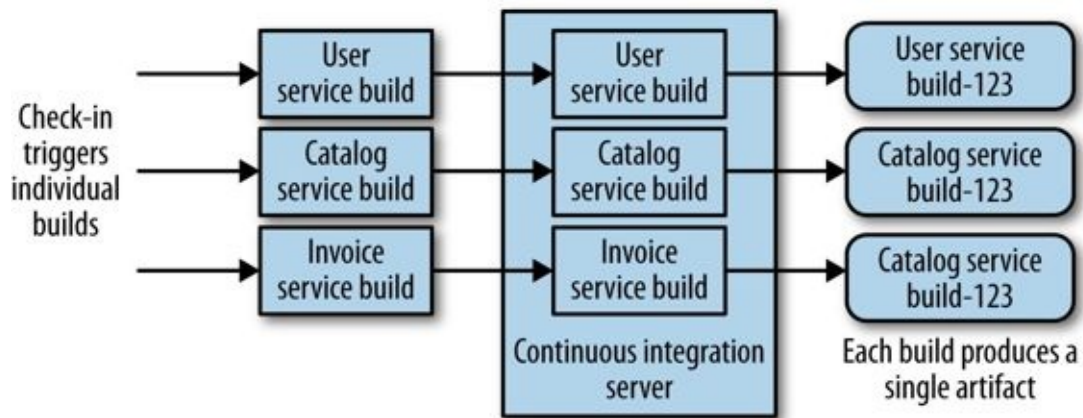 Check-in
triggers
individual
builds
User
service build
Catalog
service build
Invoice
service build
User
service build
Catalog
service build
Invoice
service build
Continuous integration
server
User service
build-123
Catalog service
build-123
Catalog service
build-123
Each build produces a
single artifact